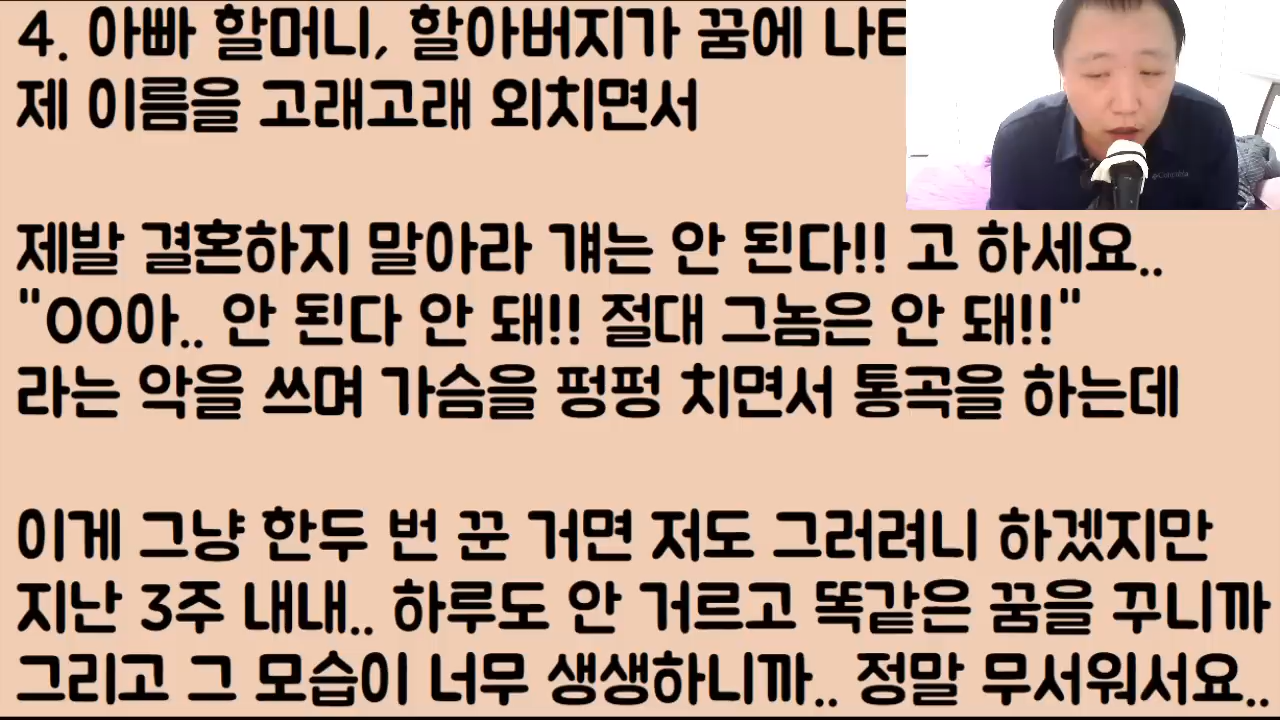 4. 아빠 할머니, 할아버지가 꿈에
제 이름을 고래고래 외치면서
제발 결혼하지 말아라 걔는 안 된다!! 고 하세요..
"OO아.. 안 된다 안 돼!! 절대 그놈은 안 돼!!"
라는 악을 쓰며 가슴을 펑펑 치면서 통곡을 하는데
이게 그냥 한두 번 꾼 거면 저도 그러려니 하겠지만
지난 3주 내내.. 하루도 안 거르고 똑같은 꿈을 꾸니까
그리고 그 모습이 너무 생생하니까.. 정말 무서워서요..
Columbia